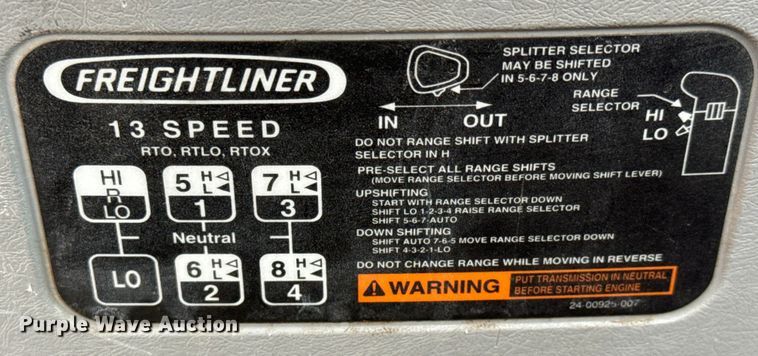 FREIGHTLINER
13 SPEED
RTO, RTLO, RTOX
HI
R
LO
5 H
L
1
7 H
L
3
Neutral
LO
6 H
L
2
8 H
L
4
SPLITTER SELECTOR
MAY BE SHIFTED
IN 5-6-7-8 ONLY
RANGE
SELECTOR
HI
LO
IN OUT
DO NOT RANGE SHIFT WITH SPLITTER
SELECTOR IN H
PRE-SELECT ALL RANGE SHIFTS
(MOVE RANGE SELECTOR BEFORE MOVING SHIFT LEVER)
UPSHIFTING
START WITH RANGE SELECTOR DOWN
SHIFT LO 1-2-3-4 RAISE RANGE SELECTOR
SHIFT 5-6-7-AUTO
DOWN SHIFTING
SHIFT AUTO 7-6-5 MOVE RANGE SELECTOR DOWN
SHIFT 4-3-2-1-LO
DO NOT CHANGE RANGE WHILE MOVING IN REVERSE
WARNING
PUT TRANSMISSION IN NEUTRAL
BEFORE STARTING ENGINE
24-00925-007
Purple Wave Auction